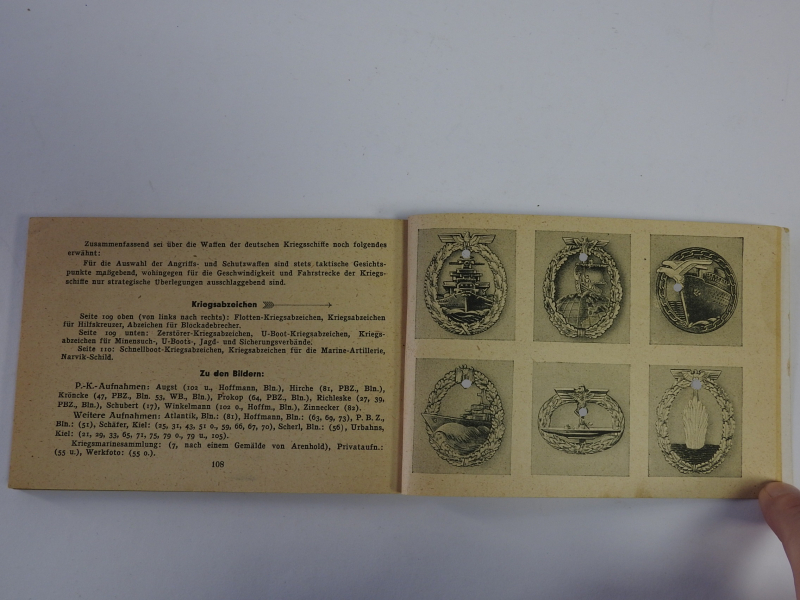 Zusammenfassend sei über die Waffen der deutschen Kriegsschiffe noch folgendes
erwähnt:
Für die Auswahl der Angriffs- und Schutzwaffen sind stets taktische Gesichts-
punkte maßgebend, wohingegen für die Geschwindigkeit und Fahrstrecke der Kriegs-
schiffe nur strategische Überlegungen ausschlaggebend sind.
Kriegsabzeichen
Seite 109 oben (von links nach rechts): Flotten-Kriegsabzeichen, Kriegsabzeichen
für Hilfskreuzer, Abzeichen für Blockadebrecher.
Seite 109 unten: Zerstörer-Kriegsabzeichen, U-Boot-Kriegsabzeichen, Kriegs-
abzeichen für Minensuch-, U-Boots-, Jagd- und Sicherungsverbände.
Seite 110: Schnellboot-Kriegsabzeichen, Kriegsabzeichen für die Marine-Artillerie,
Narvik-Schild.
Zu den Bildern:
P.-K.-Aufnahmen: Augst (102 u., Hoffmann, Bln.), Hirche (81, PBZ., Bln.),
Kröncke (47, PBZ., Bln. 53, WB., Bln.), Prokop (64, PBZ., Bln.), Richleske (27, 39,
PBZ., Bln.), Schubert (17), Winkelmann (102 o., Hoffm., Bln.), Zinnecker (82).
Weitere Aufnahmen: Atlantik, Bln.: (81), Hoffmann, Bln.: (63, 69, 73), P. B. Z.,
Bln.: (51), Schäfer, Kiel: (25, 31, 43, 51 o., 59, 66, 67, 70), Scherl, Bln.: (56), Urbahns,
Kiel: (21, 29, 33, 65, 71, 75, 79 o., 79 u., 105).
Kriegsmarinesammlung: (7, nach einem Gemälde von Arenhold), Privataufn.:
(55 u.), Werkfoto: (55 o.).
108